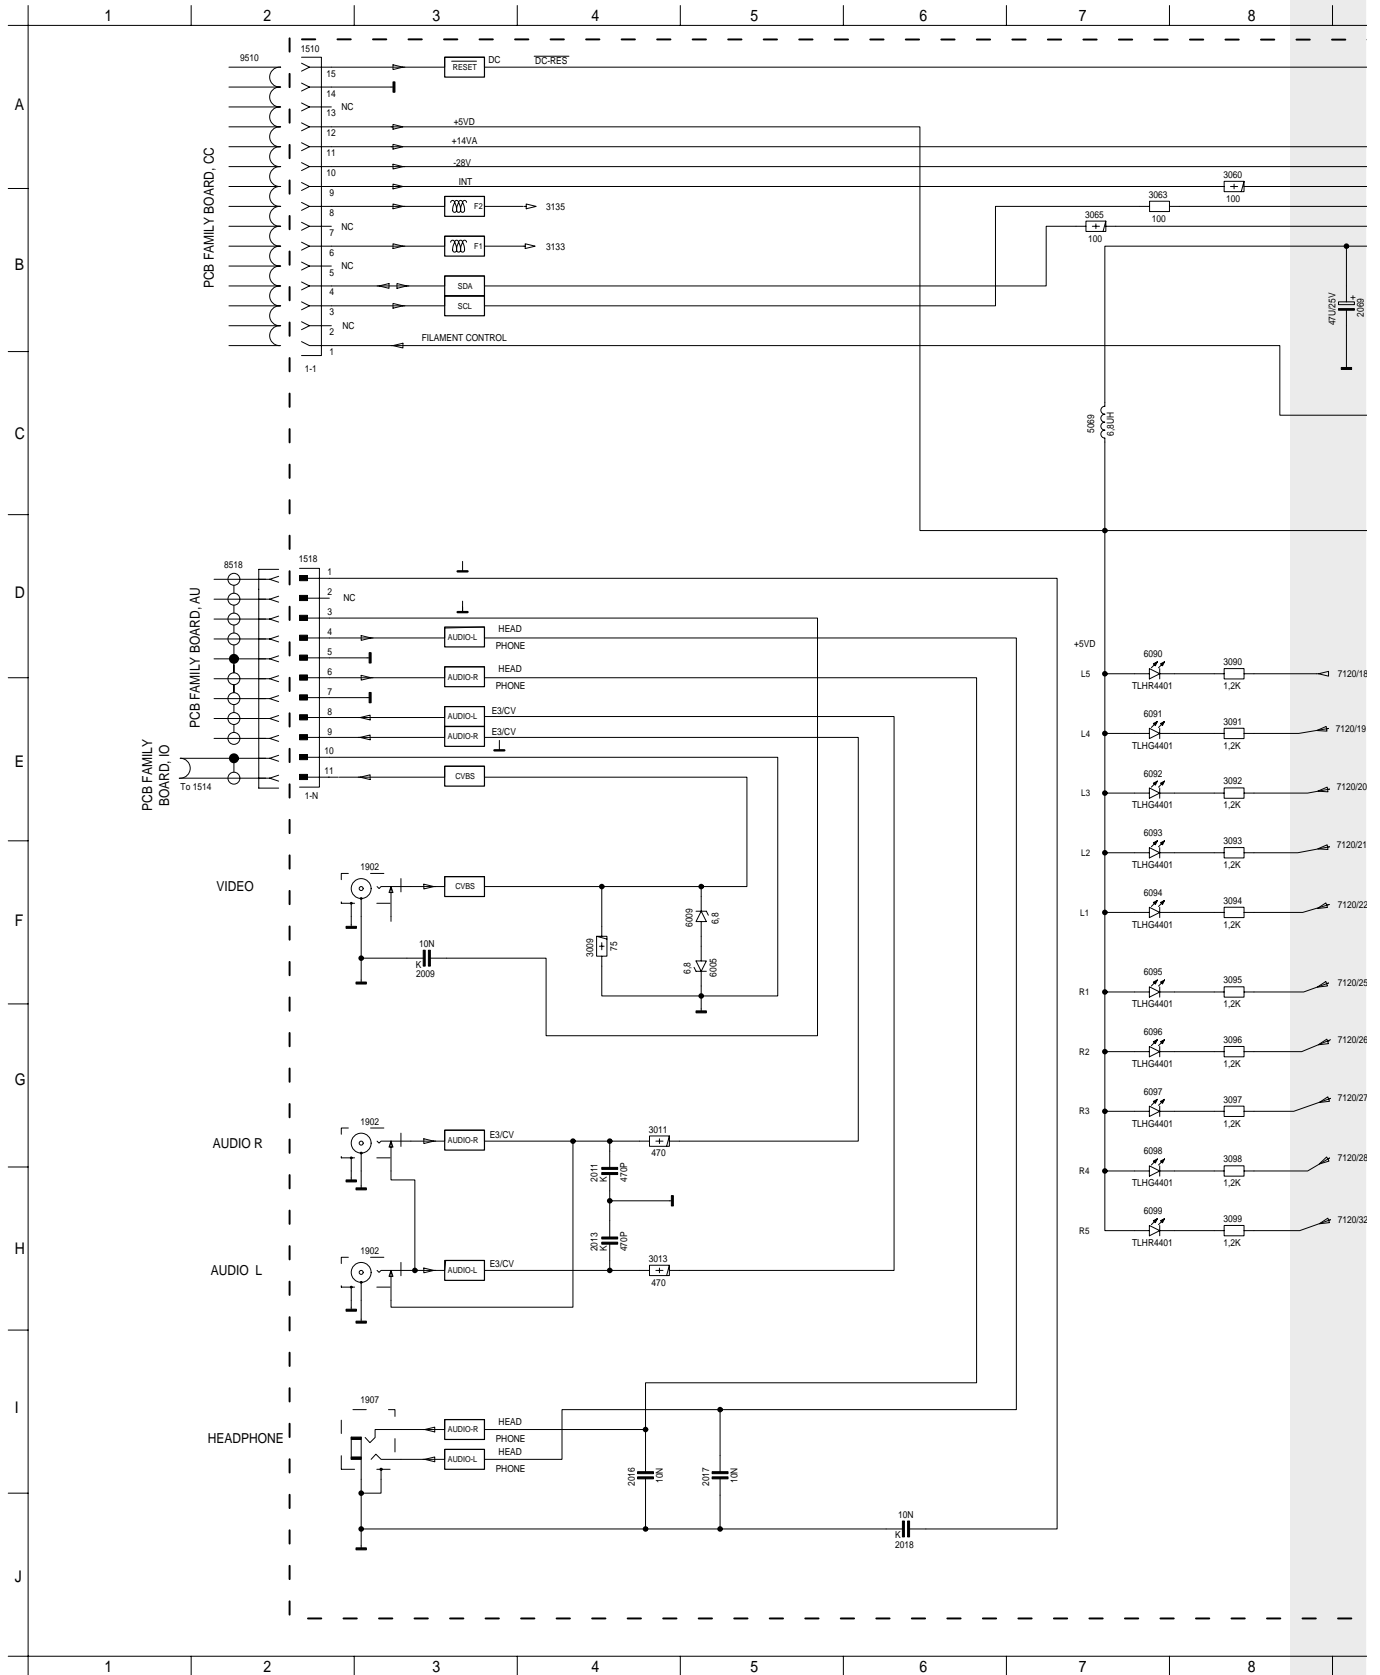 1 2 3 4 5 6 7 8
A
B
C
D
E
F
G
H
I
J
9510
1510
PCB FAMILY BOARD, CC
15
14
13
12
11
10
9
8
7
6
5
4
3
2
1
1-1
NC
NC
NC
NC
RESET
DC
DC-RES
+5VD
+14VA
-28V
INT
F2
3135
F1
3133
SDA
SCL
FILAMENT CONTROL
3060
100
3063
100
3065
100
47U/25V
+
2069
5069
6,8UH
8518
1518
PCB FAMILY BOARD, AU
PCB FAMILY
BOARD, IO
To 1514
1
2 NC
3
4
5
6
7
8
9
10
11
1-N
AUDIO-L HEAD
PHONE
AUDIO-R HEAD
PHONE
AUDIO-L E3/CV
AUDIO-R E3/CV
CVBS
+5VD
L5 6090 TLHR4401 3090 1,2K 7120/18
L4 6091 TLHG4401 3091 1,2K 7120/19
L3 6092 TLHG4401 3092 1,2K 7120/20
L2 6093 TLHG4401 3093 1,2K 7120/21
L1 6094 TLHG4401 3094 1,2K 7120/22
R1 6095 TLHG4401 3095 1,2K 7120/25
R2 6096 TLHG4401 3096 1,2K 7120/26
R3 6097 TLHG4401 3097 1,2K 7120/27
R4 6098 TLHG4401 3098 1,2K 7120/28
R5 6099 TLHR4401 3099 1,2K 7120/32
VIDEO
1902
CVBS
10N
K
2009
3009
75
6009
6,8
6,8
6005
AUDIO R
1902
AUDIO-R E3/CV
3011
470
2011
K
470P
2013
K
470P
AUDIO L
1902
AUDIO-L E3/CV
3013
470
HEADPHONE
1907
AUDIO-R HEAD
PHONE
AUDIO-L HEAD
PHONE
2016
10N
2017
10N
10N
K
2018
1 2 3 4 5 6 7 8